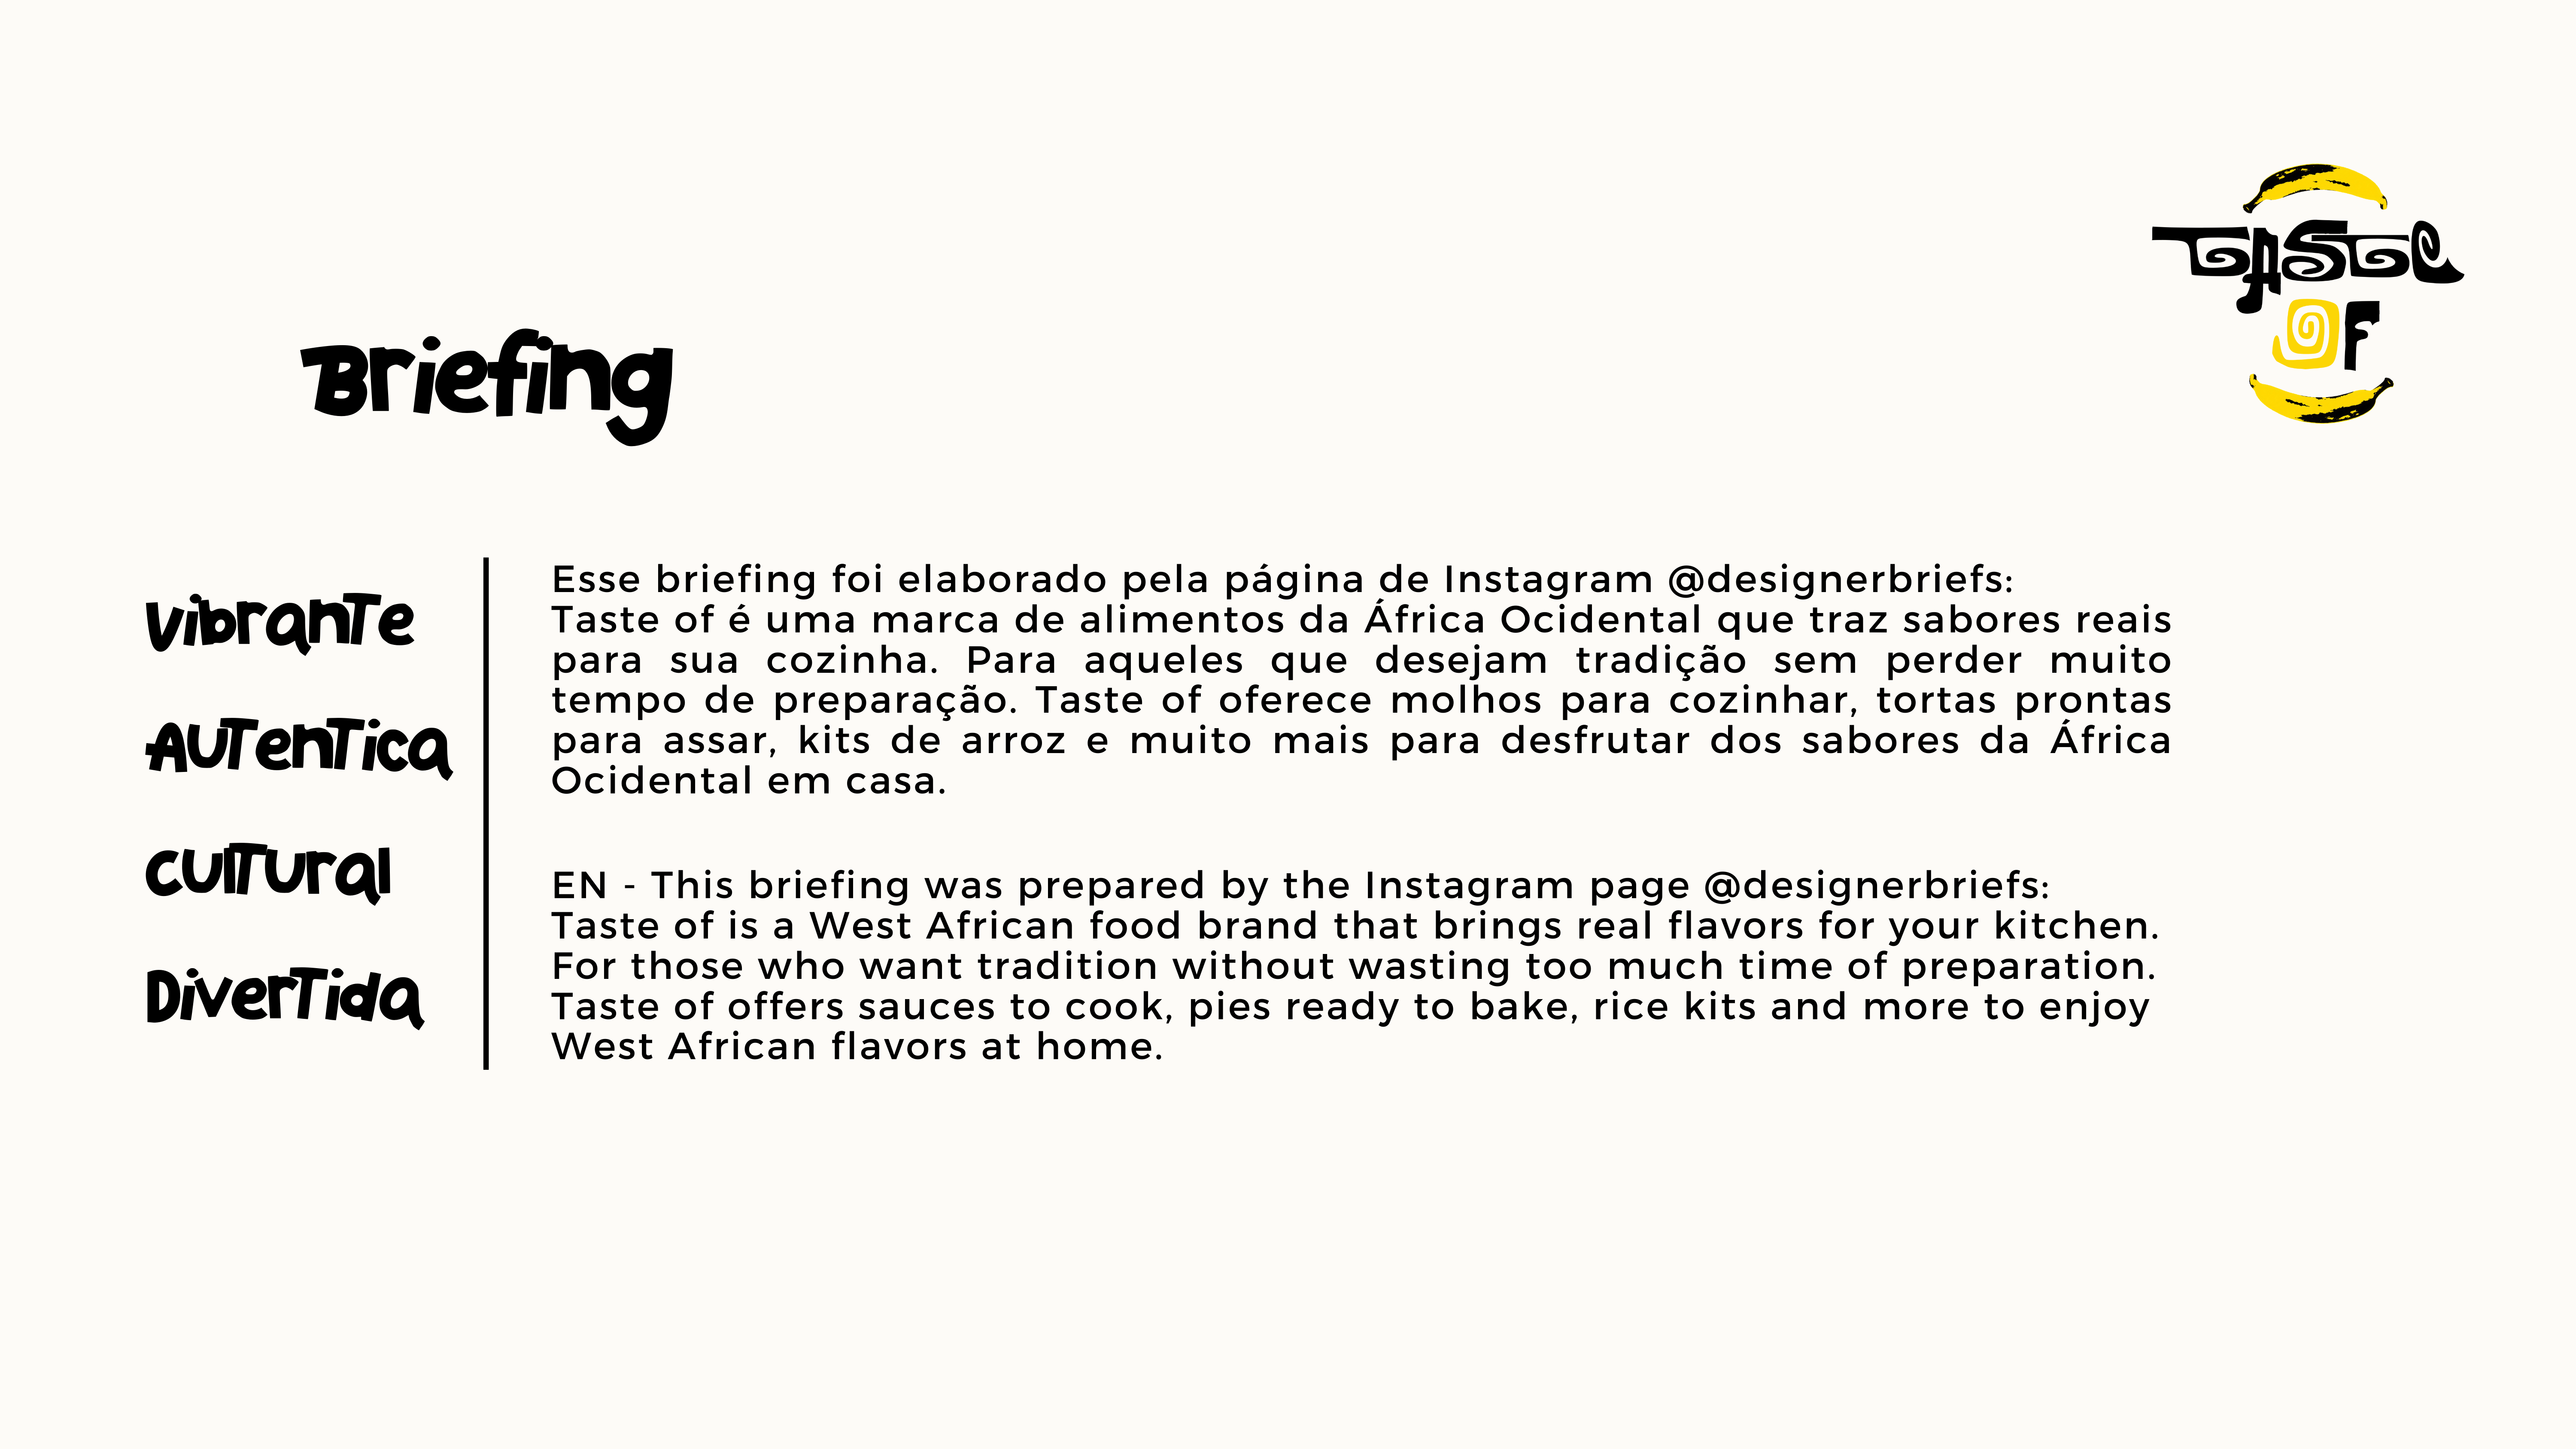 TASTE
OF
Briefing
Vibrante
Autentica
Cultural
Divertida
Esse briefing foi elaborado pela página de Instagram @designerbriefs:
Taste of é uma marca de alimentos da África Ocidental que traz sabores reais
para sua cozinha. Para aqueles que desejam tradição sem perder muito
tempo de preparação. Taste of oferece molhos para cozinhar, tortas prontas
para assar, kits de arroz e muito mais para desfrutar dos sabores da África
Ocidental em casa.
EN - This briefing was prepared by the Instagram page @designerbriefs:
Taste of is a West African food brand that brings real flavors for your kitchen.
For those who want tradition without wasting too much time of preparation.
Taste of offers sauces to cook, pies ready to bake, rice kits and more to enjoy
West African flavors at home.